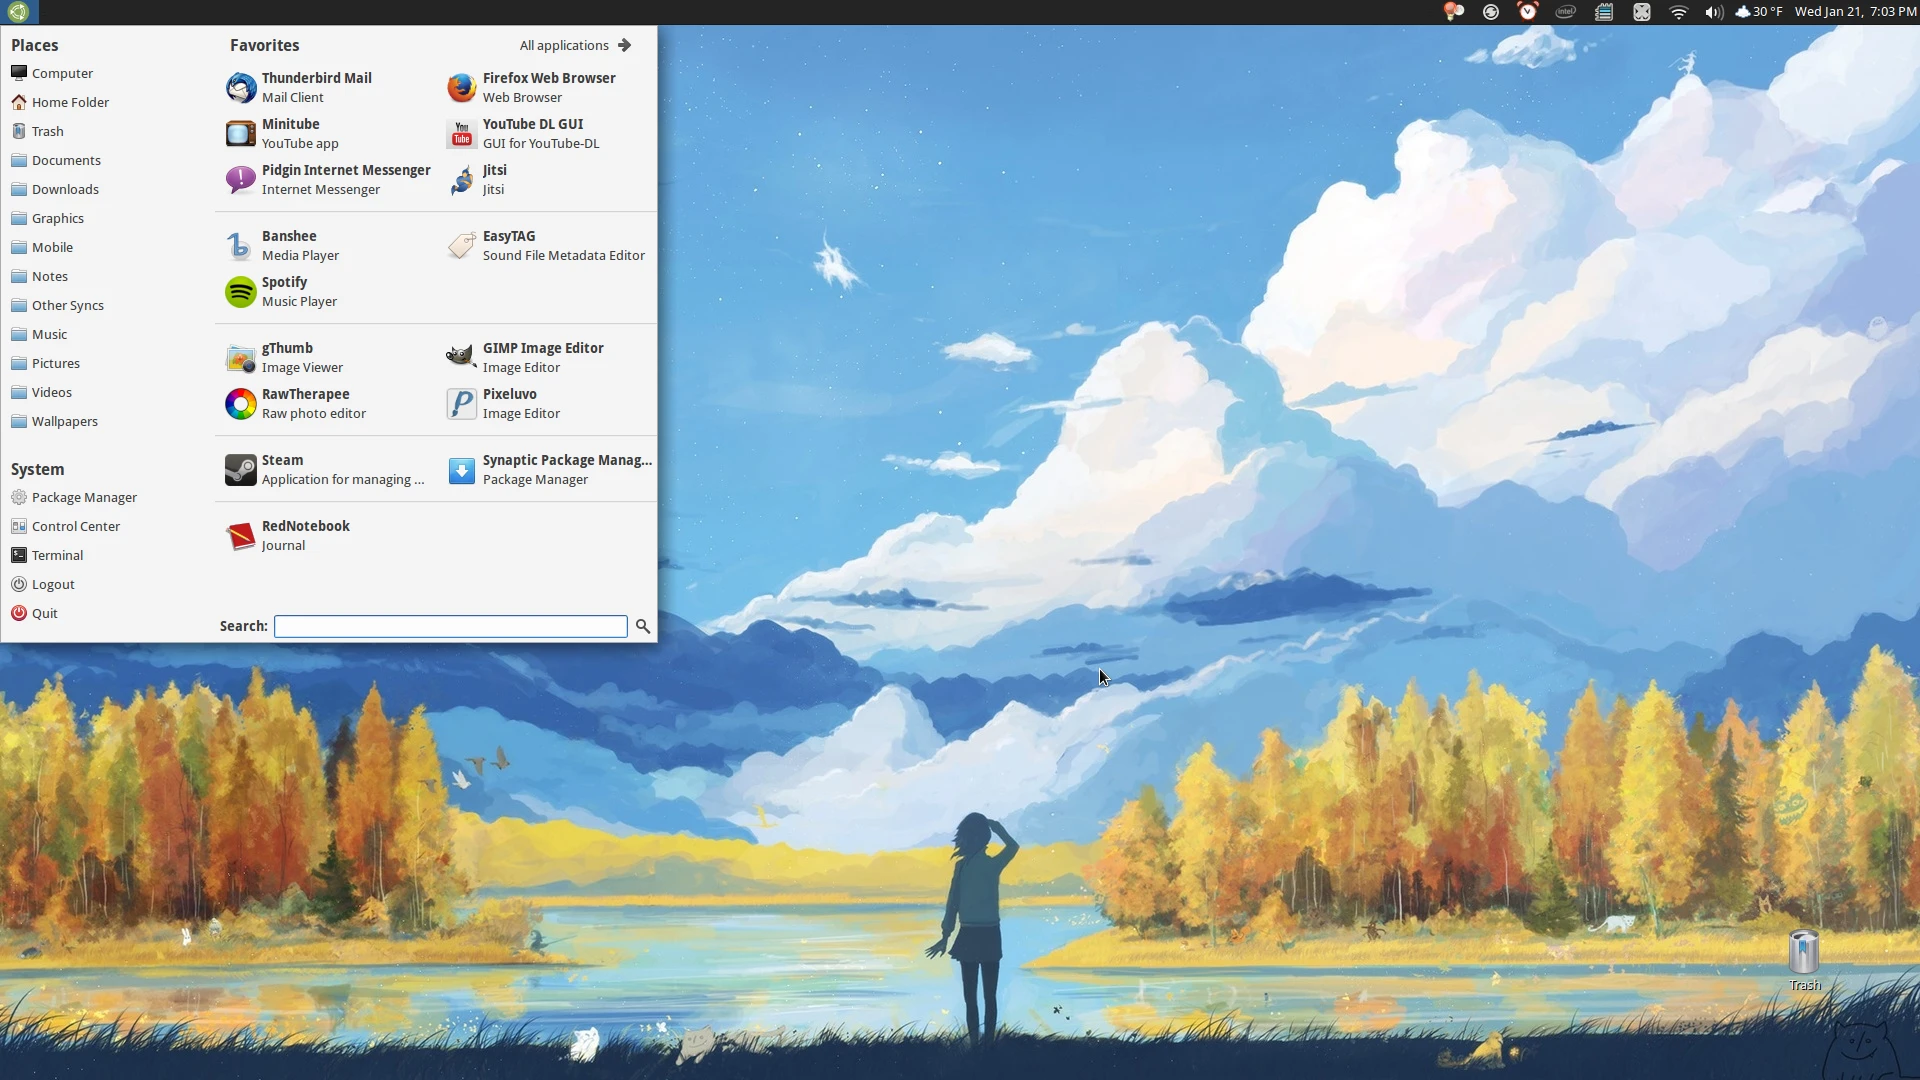 30 °F Wed Jan 21, 7:03 PM
Places
Computer
Home Folder
Trash
Documents
Downloads
Graphics
Mobile
Notes
Other Syncs
Music
Pictures
Videos
Wallpapers
System
Package Manager
Control Center
Terminal
Logout
Quit
Favorites
All applications
Thunderbird Mail
Mail Client
Firefox Web Browser
Web Browser
Minitube
YouTube app
You
Tube
YouTube DL GUI
GUI for YouTube-DL
Pidgin Internet Messenger
Internet Messenger
Jitsi
Jitsi
Banshee
Media Player
EasyTAG
Sound File Metadata Editor
Spotify
Music Player
gThumb
Image Viewer
GIMP Image Editor
Image Editor
RawTherapee
Raw photo editor
Pixeluvo
Image Editor
Steam
Application for managing ...
Synaptic Package Manag...
Package Manager
RedNotebook
Journal
Search:
Trash